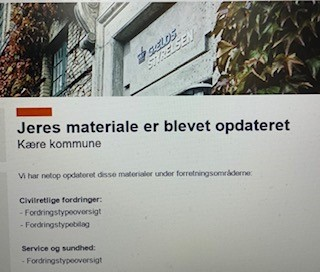 GÆLDS
STYRELSEN
Jeres materiale er blevet opdateret
Kære kommune
Vi har netop opdateret disse materialer under forretningsområderne:
Civilretlige fordringer:
- Fordringstypeoversigt
- Fordringstypebilag
Service og sundhed:
- Fordringstypeoversigt